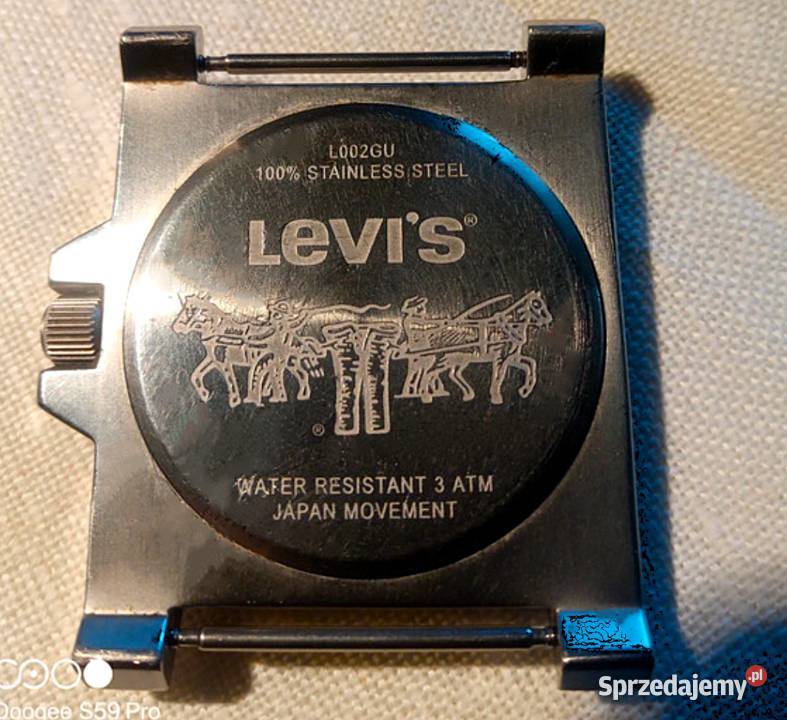 L002GU
100% STAINLESS STEEL
Levi's®
®
WATER RESISTANT 3 ATM
JAPAN MOVEMENT
Doogee S59 Pro
Sprzedajemy.pl